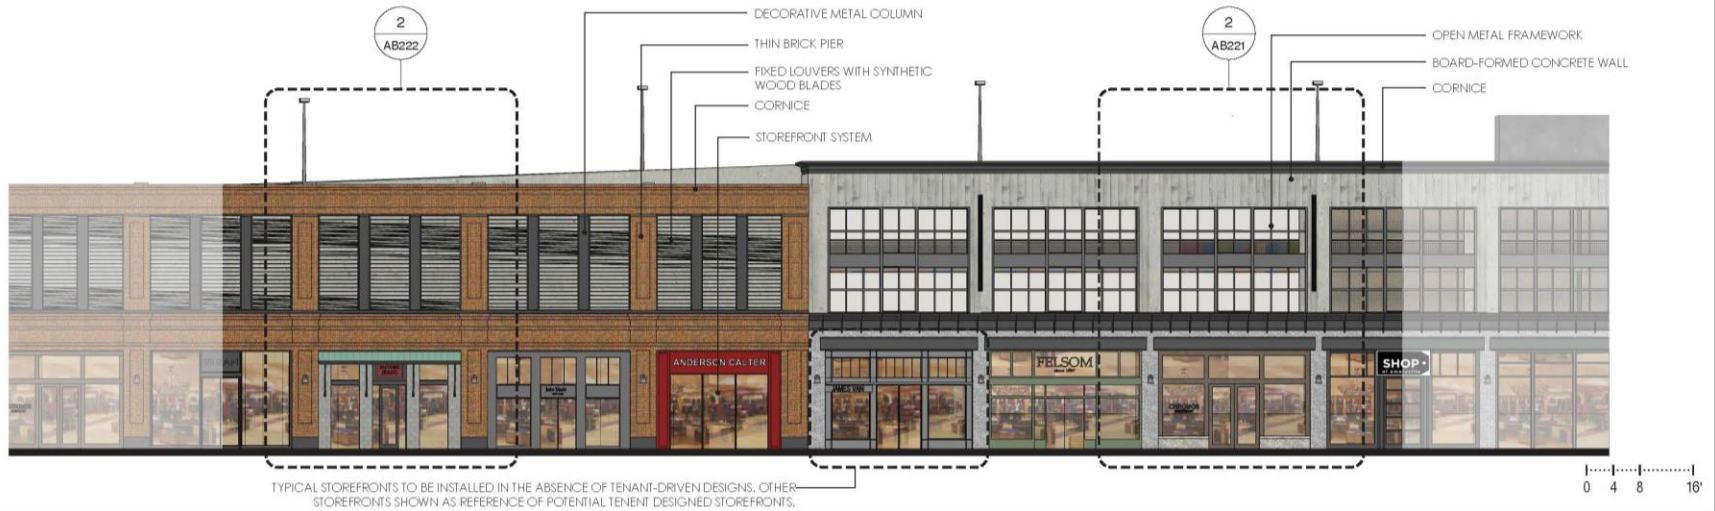 2
AB222
DECORATIVE METAL COLUMN
THIN BRICK PIER
FIXED LOUVERS WITH SYNTHETIC
WOOD BLADES
CORNICE
STOREFRONT SYSTEM
2
AB221
OPEN METAL FRAMEWORK
BOARD-FORMED CONCRETE WALL
CORNICE
ANDERSON CALTER
FELSOM
SHOP
TYPICAL STOREFRONTS TO BE INSTALLED IN THE ABSENCE OF TENANT-DRIVEN DESIGNS. OTHER
STOREFRONTS SHOWN AS REFERENCE OF POTENTIAL TENENT DESIGNED STOREFRONTS.
0 4 8 16'